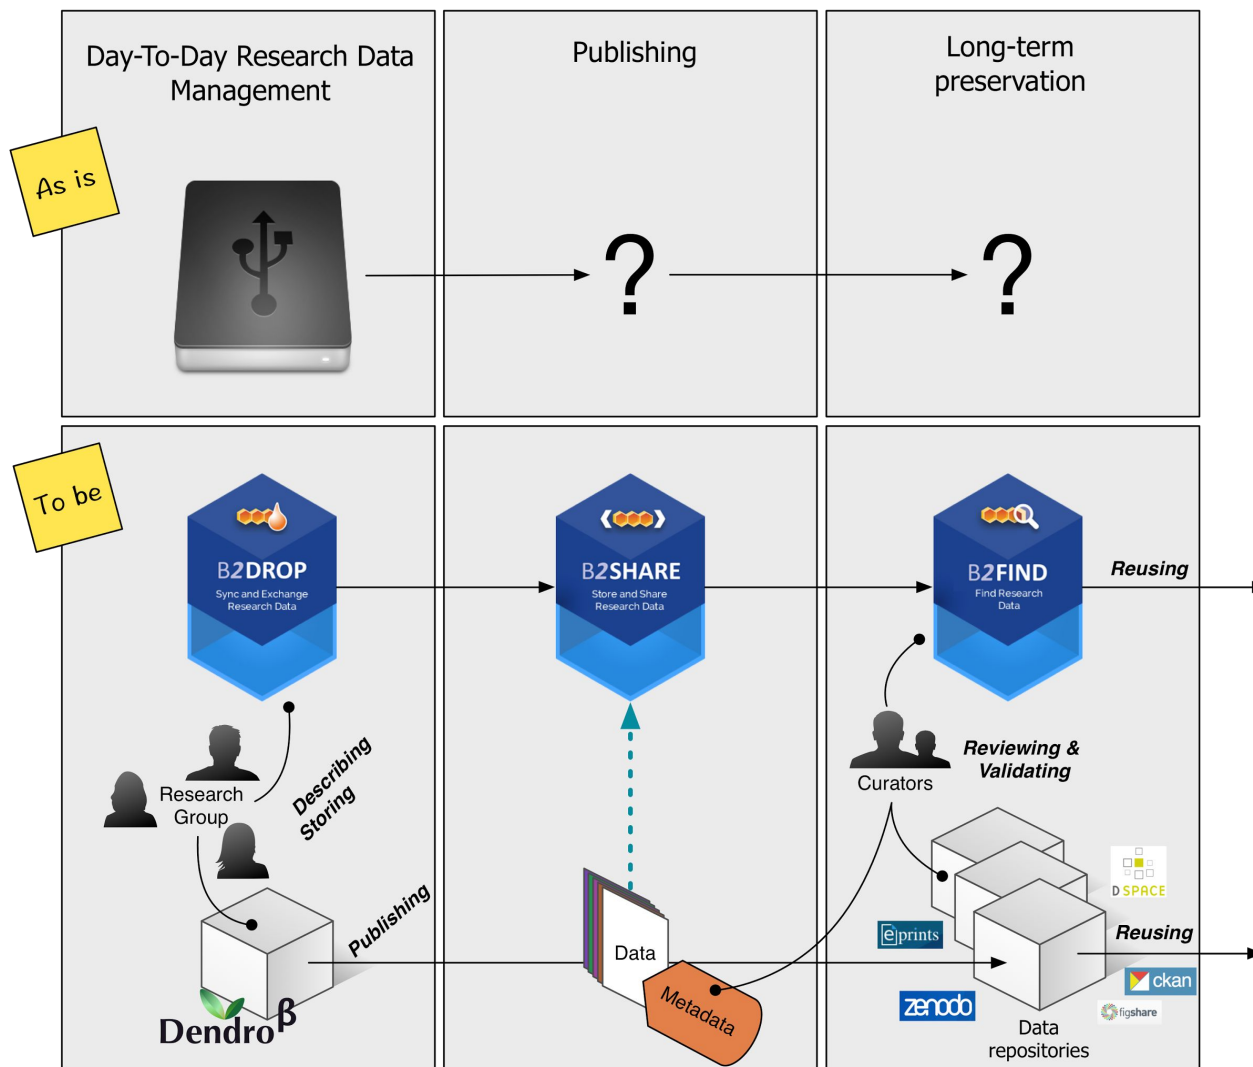 Day-To-Day Research Data
Management
Publishing
Long-term
preservation
As is
?
?
To be
B2DROP
Sync and Exchange
Research Data
B2SHARE
Store and Share
Research Data
B2FIND
Find Research
Data
Reusing
Describing
Storing
Research
Group
Curators
Reviewing &
Validating
Publishing
Data
Metadata
DSPACE
eprints
Reusing
ckan
zenodo
figshare
Dendro β
Data
repositories